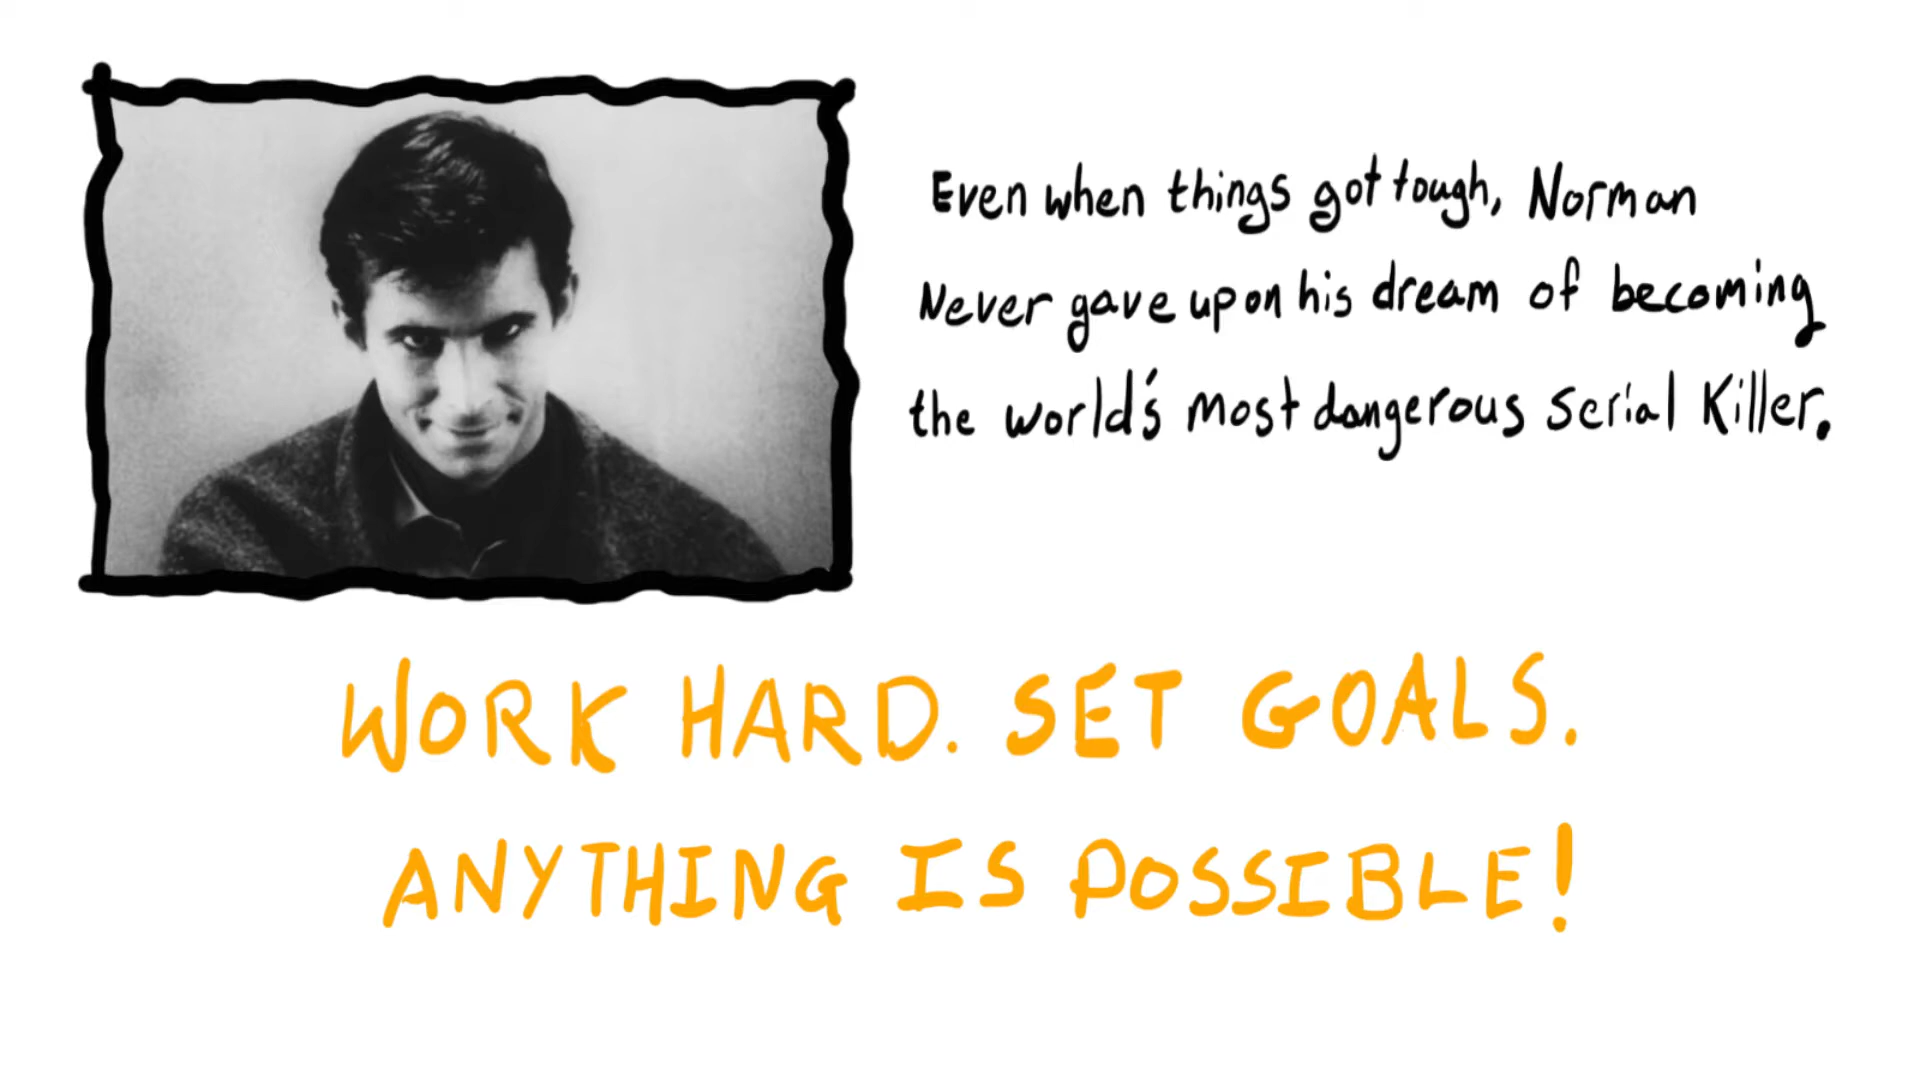 Even when things got tough, Norman
Never gave up on his dream of becoming
the world's most dangerous serial Killer.
WORK HARD. SET GOALS.
ANYTHING IS POSSIBLE!